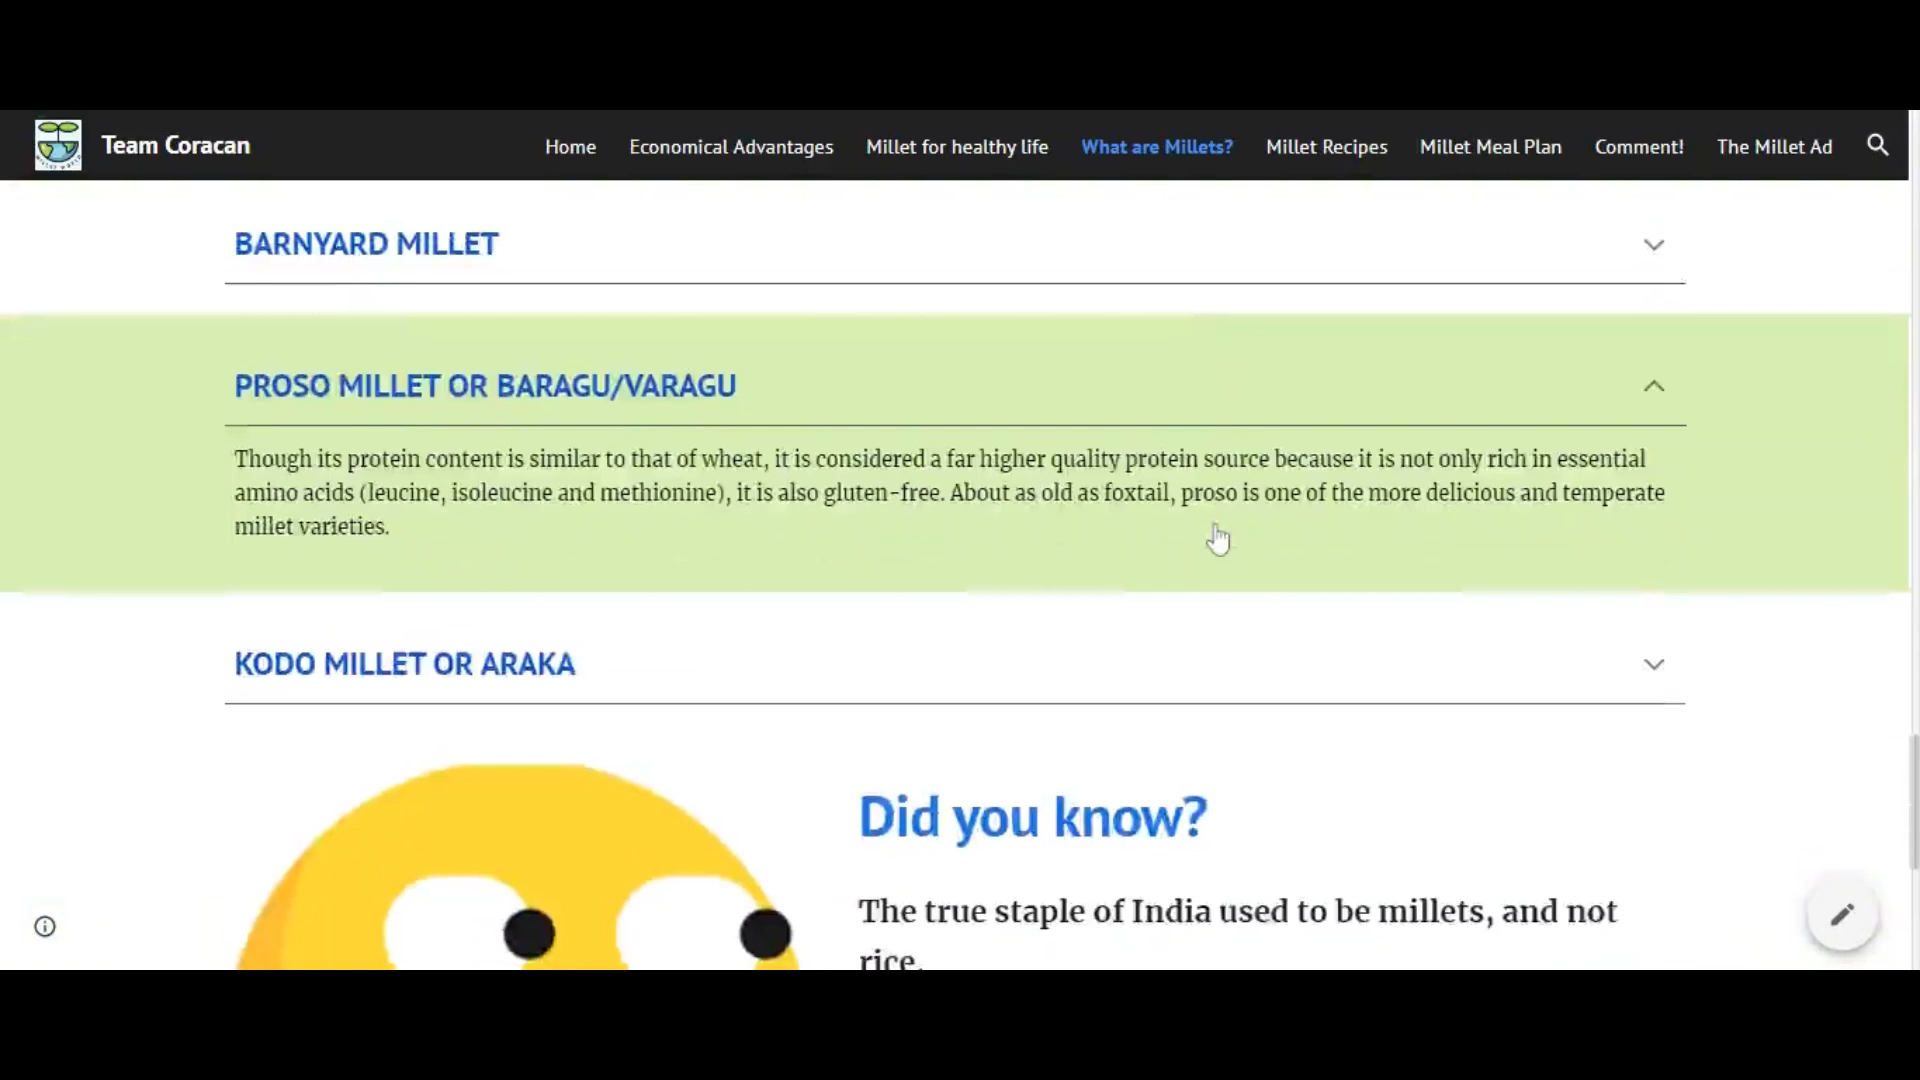 Team Coracan
Home
Economical Advantages
Millet for healthy life
What are Millets?
Millet Recipes
Millet Meal Plan
Comment!
The Millet Ad
BARNYARD MILLET
PROSO MILLET OR BARAGU/VARAGU
Though its protein content is similar to that of wheat, it is considered a far higher quality protein source because it is not only rich in essential
amino acids (leucine, isoleucine and methionine), it is also gluten-free. About as old as foxtail, proso is one of the more delicious and temperate
millet varieties.
KODO MILLET OR ARAKA
Did you know?
The true staple of India used to be millets, and not
rice.